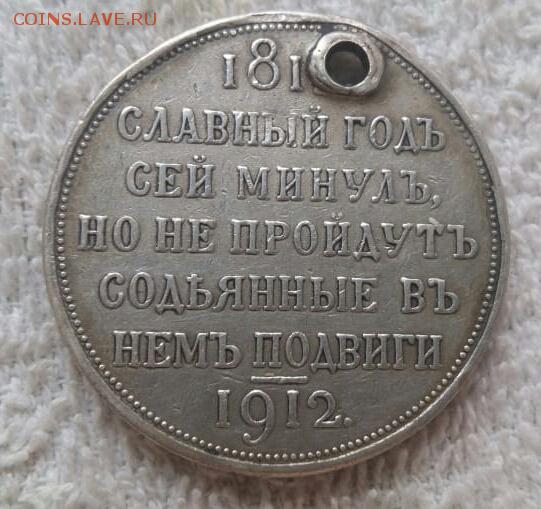 COINS.LAVE.RU
181
СЛАВНЫЙ ГОДЪ
СЕЙ МИНУЛЪ,
НО НЕ ПРОЙДУТЪ
СОДѢЯННЫЕ ВЪ
НЕМЪ ПОДВИГИ
1912.